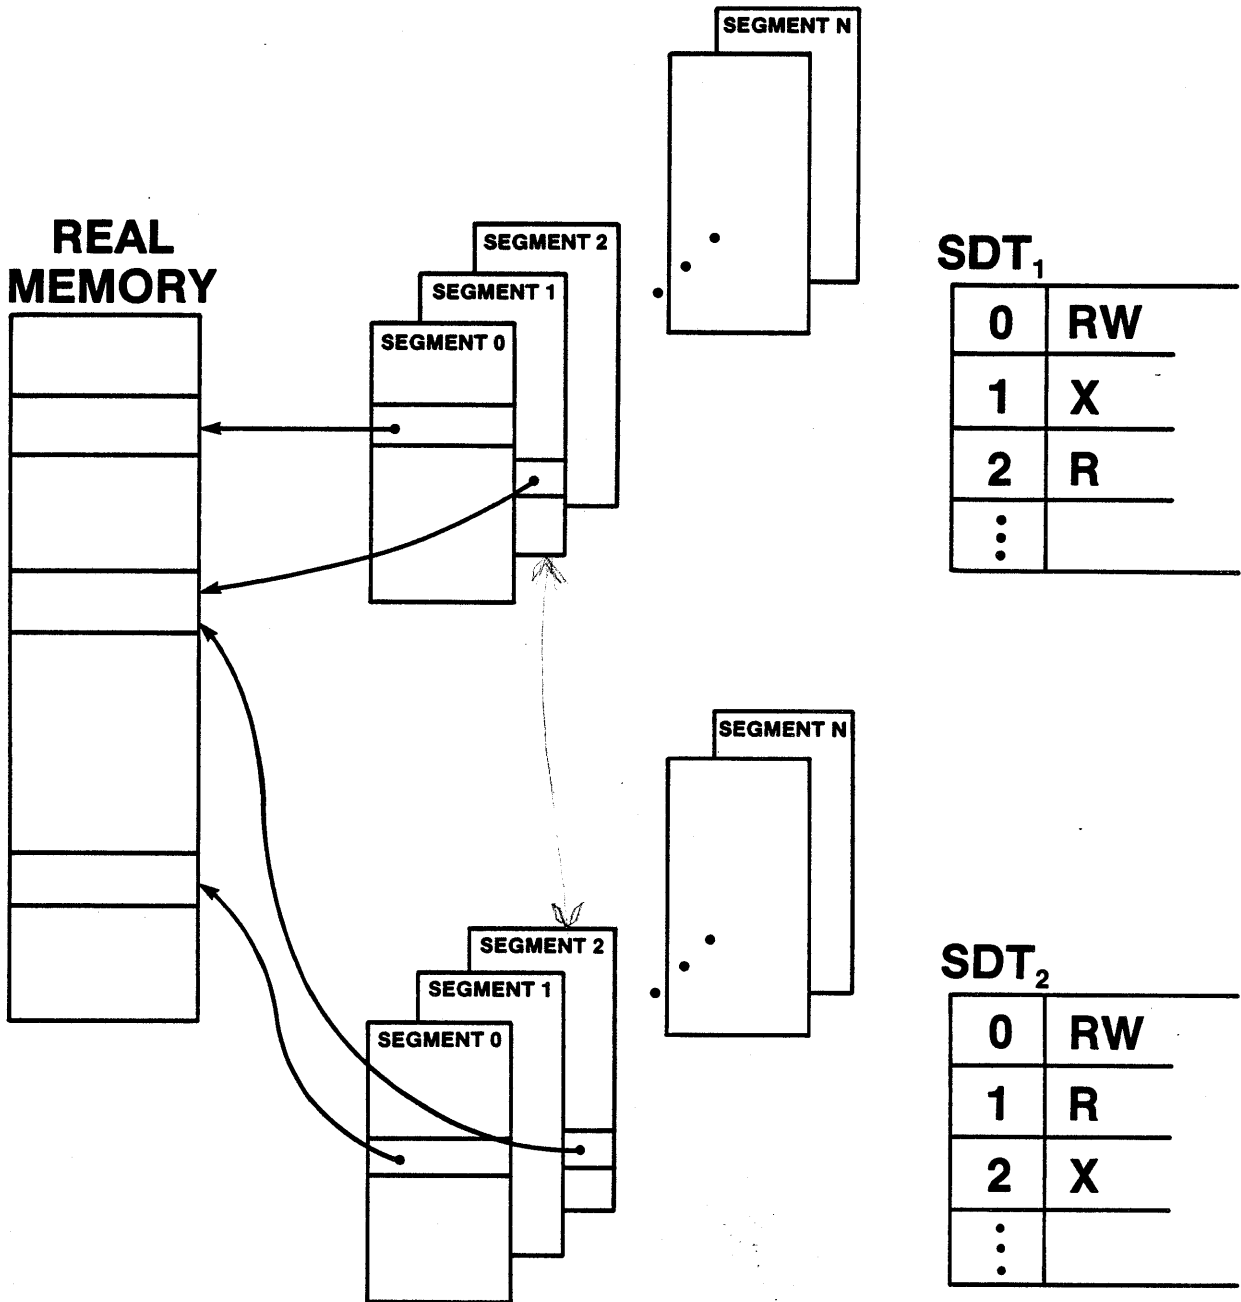 SEGMENT N
REAL
MEMORY
SEGMENT 2
SEGMENT 1
SEGMENT 0
SDT1
0 RW
1 X
2 R
SEGMENT N
SEGMENT 2
SEGMENT 1
SEGMENT 0
SDT2
0 RW
1 R
2 X